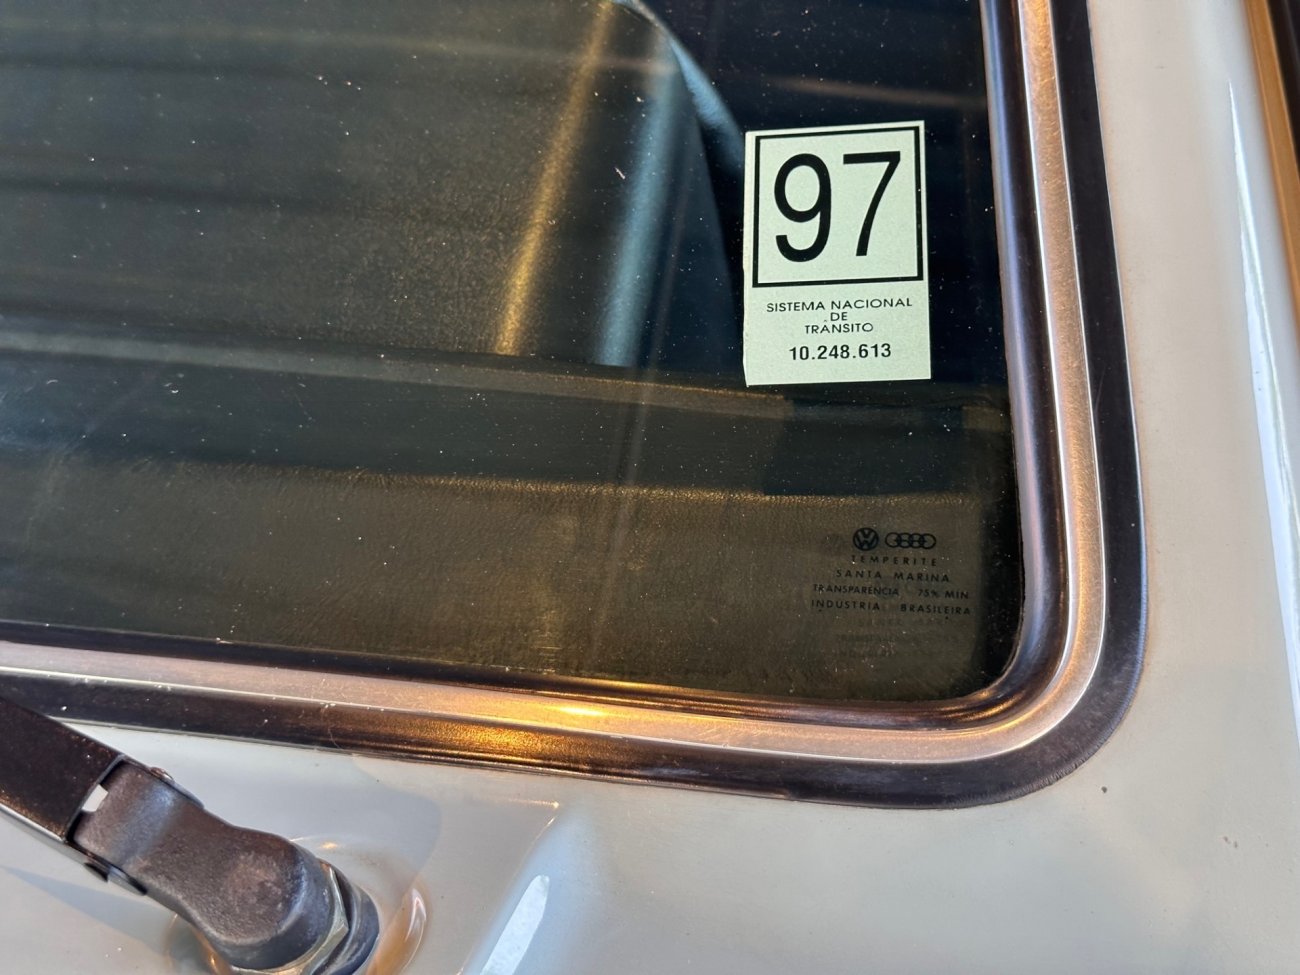 97
SISTEMA NACIONAL
DE
TRANSITO
10.248.613
TEMPERITE
SANTA MARINA
TRANSPARENCIA 75% MIN
INDUSTRIA BRASILEIRA